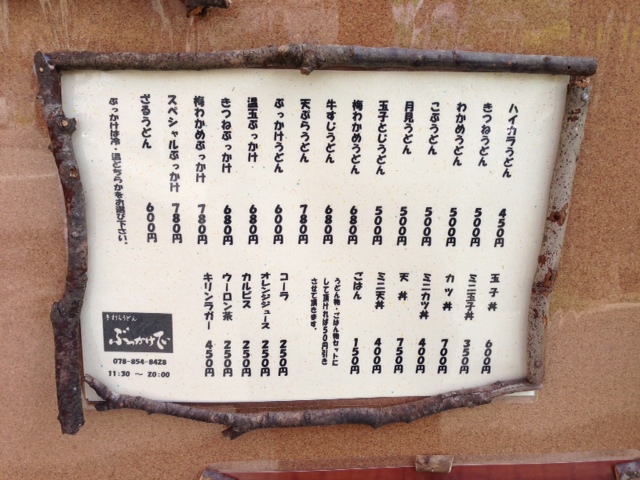 ハイカラうどん 450円
きつねうどん 500円
わかめうどん 500円
こぶうどん 500円
月見うどん 500円
玉子とじうどん 500円
梅わかめうどん 680円
牛すじうどん 680円
天ぷらうどん 780円
ぶっかけうどん 600円
温玉ぶっかけ 680円
きつねぶっかけ 680円
梅わかめぶっかけ 780円
スペシャルぶっかけ 780円
ざるうどん 600円
ぶっかけは冷・温どちらかをお選び下さい。
玉子丼 600円
ミニ玉子丼 350円
カツ丼 700円
ミニカツ丼 400円
天丼 750円
ミニ天丼 400円
ごはん 150円
うどん物・ごはん物セットに
して頂ければ50円引き
させて頂きます。
コーラ 250円
オレンジジュース 250円
カルピス 250円
ウーロン茶 250円
キリンラガー 450円
ぶっかけや
078-854-8428
11:30 ～ 20:00